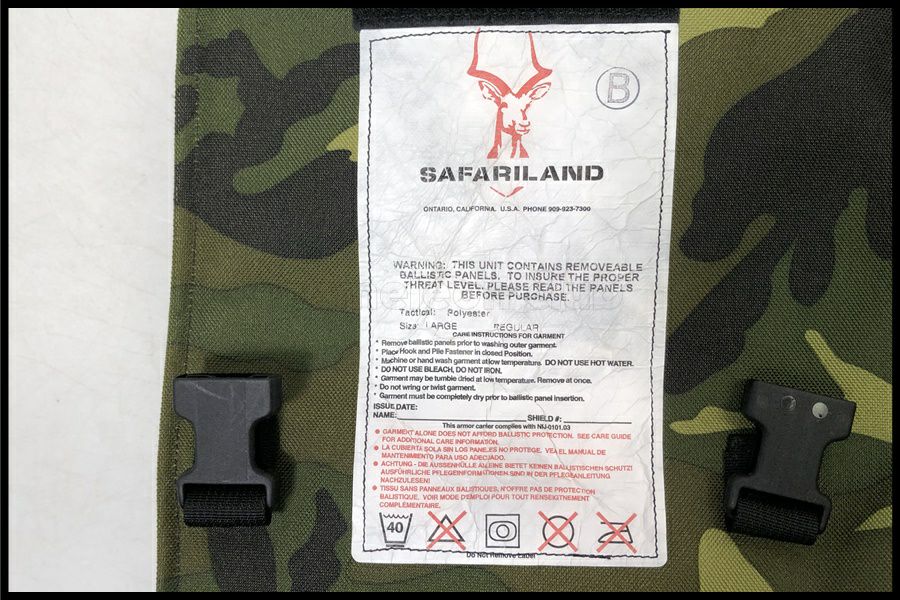 B
SAFARILAND
ONTARIO, CALIFORNIA. U.S.A. PHONE 909-923-7300
WARNING: THIS UNIT CONTAINS REMOVEABLE
BALLISTIC PANELS. TO INSURE THE PROPER
THREAT LEVEL. PLEASE READ THE PANELS
BEFORE PURCHASE.
Tactical: Polyester
Size: LARGE REGULAR
CARE INSTRUCTIONS FOR GARMENT
* Remove ballistic panels prior to washing outer garment.
* Place Hook and Pile Fastener in closed Position.
* Machine or hand wash garment at low temperature. DO NOT USE HOT WATER.
* DO NOT USE BLEACH, DO NOT IRON.
* Garment may be tumble dried at low temperature. Remove at once.
* Do not wring or twist garment.
* Garment must be completely dry prior to ballistic panel insertion.
ISSUE DATE:
NAME: SHIELD #:
This armor carrier complies with NIJ-0101.03
● GARMENT ALONE DOES NOT AFFORD BALLISTIC PROTECTION. SEE CARE GUIDE
FOR ADDITIONAL CARE INFORMATION.
● LA CUBIERTA SOLA SIN LOS PANELES NO PROTEGE. VEA EL MANUAL DE
MANTENIMIENTO PARA USO ADECUADO.
● ACHTUNG - DIE AUSSENHÜLLE ALLEINE BIETET KEINEN BALLISTISCHEN SCHUTZ!
AUSFÜHRLICHE PFLEGEINFORMATIONEN SIND IN DER PFLEGEANLEITUNG
NACHZULESEN!
● TISSU SANS PANNEAUX BALISTIQUES, N'OFFRE PAS DE PROTECTION
BALISTIQUE. VOIR MODE D'EMPLOI POUR TOUT RENSEIGNEMENT
COMPLÉMENTAIRE.
40
Do Not Remove Label